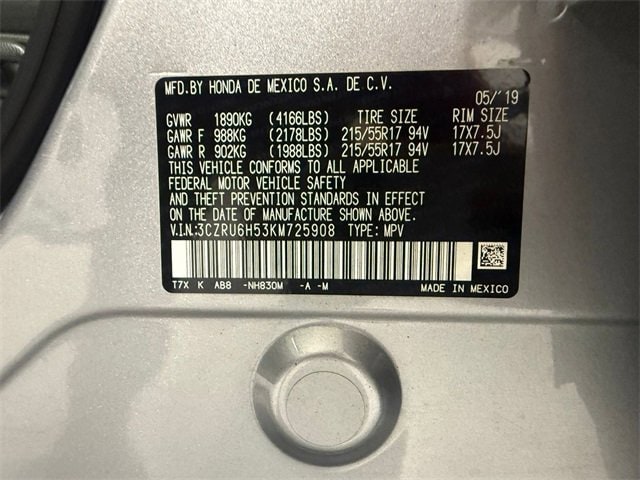 MFD.BY HONDA DE MEXICO S.A. DE C.V.
05/'19
GVWR 1890KG (4166LBS) TIRE SIZE RIM SIZE
GAWR F 988KG (2178LBS) 215/55R17 94V 17X7.5J
GAWR R 902KG (1988LBS) 215/55R17 94V 17X7.5J
THIS VEHICLE CONFORMS TO ALL APPLICABLE
FEDERAL MOTOR VEHICLE SAFETY
AND THEFT PREVENTION STANDARDS IN EFFECT
ON THE DATE OF MANUFACTURE SHOWN ABOVE.
V.I.N:3CZRU6H53KM725908 TYPE: MPV
T7X K AB8 -NH830M -A -M MADE IN MEXICO